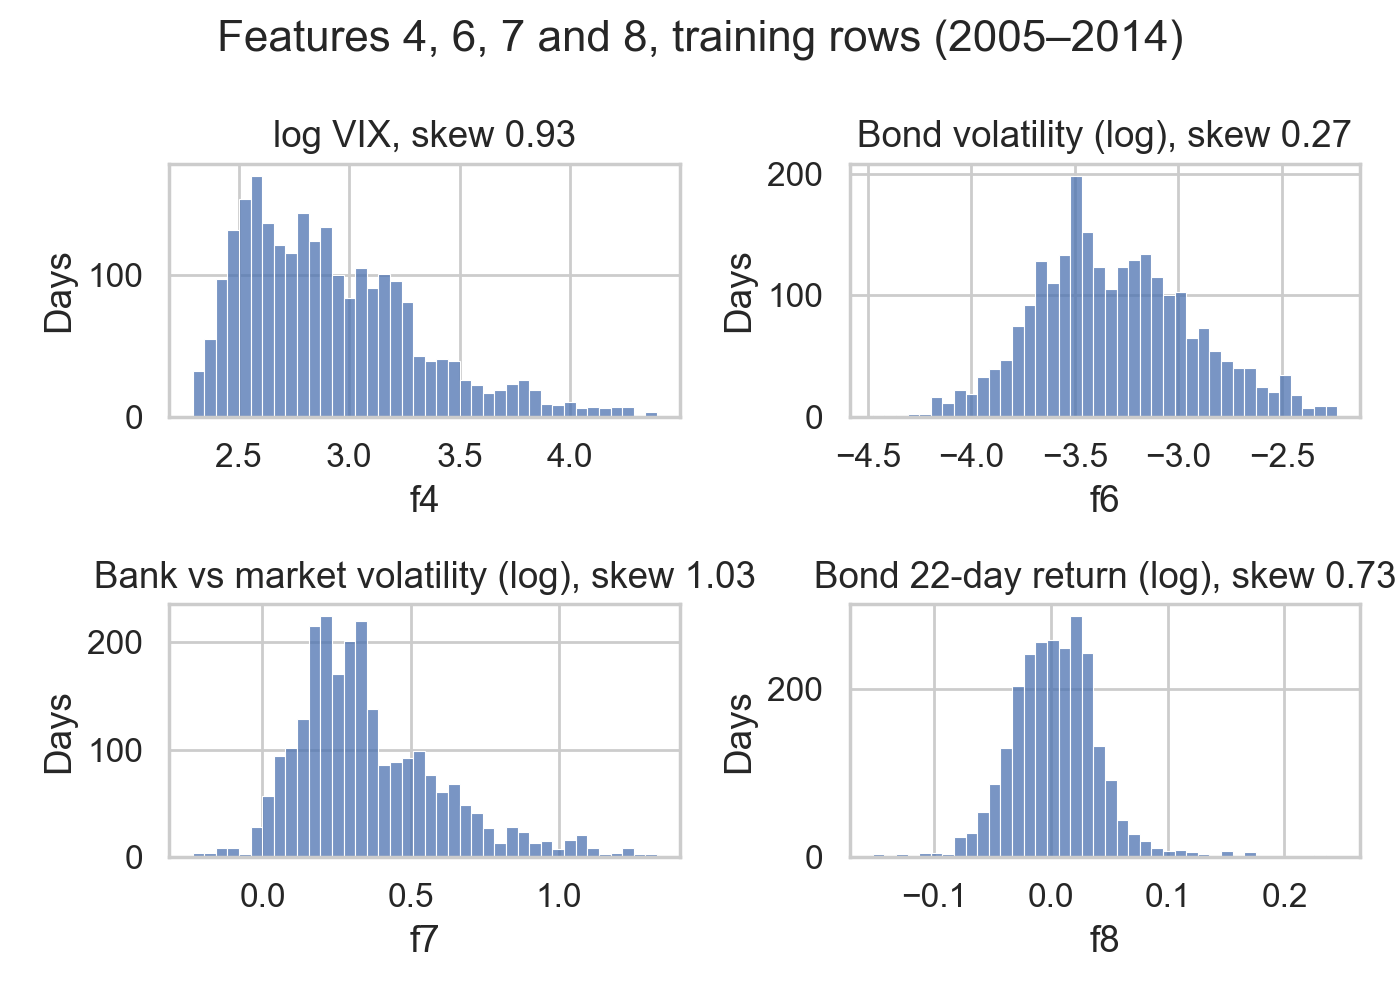 Features 4, 6, 7 and 8, training rows (2005–2014)
log VIX, skew 0.93
Days
100
0
2.5 3.0 3.5 4.0
f4
Bond volatility (log), skew 0.27
Days
200
100
0
−4.5 −4.0 −3.5 −3.0 −2.5
f6
Bank vs market volatility (log), skew 1.03
Days
200
100
0
0.0 0.5 1.0
f7
Bond 22-day return (log), skew 0.73
Days
200
0
−0.1 0.0 0.1 0.2
f8